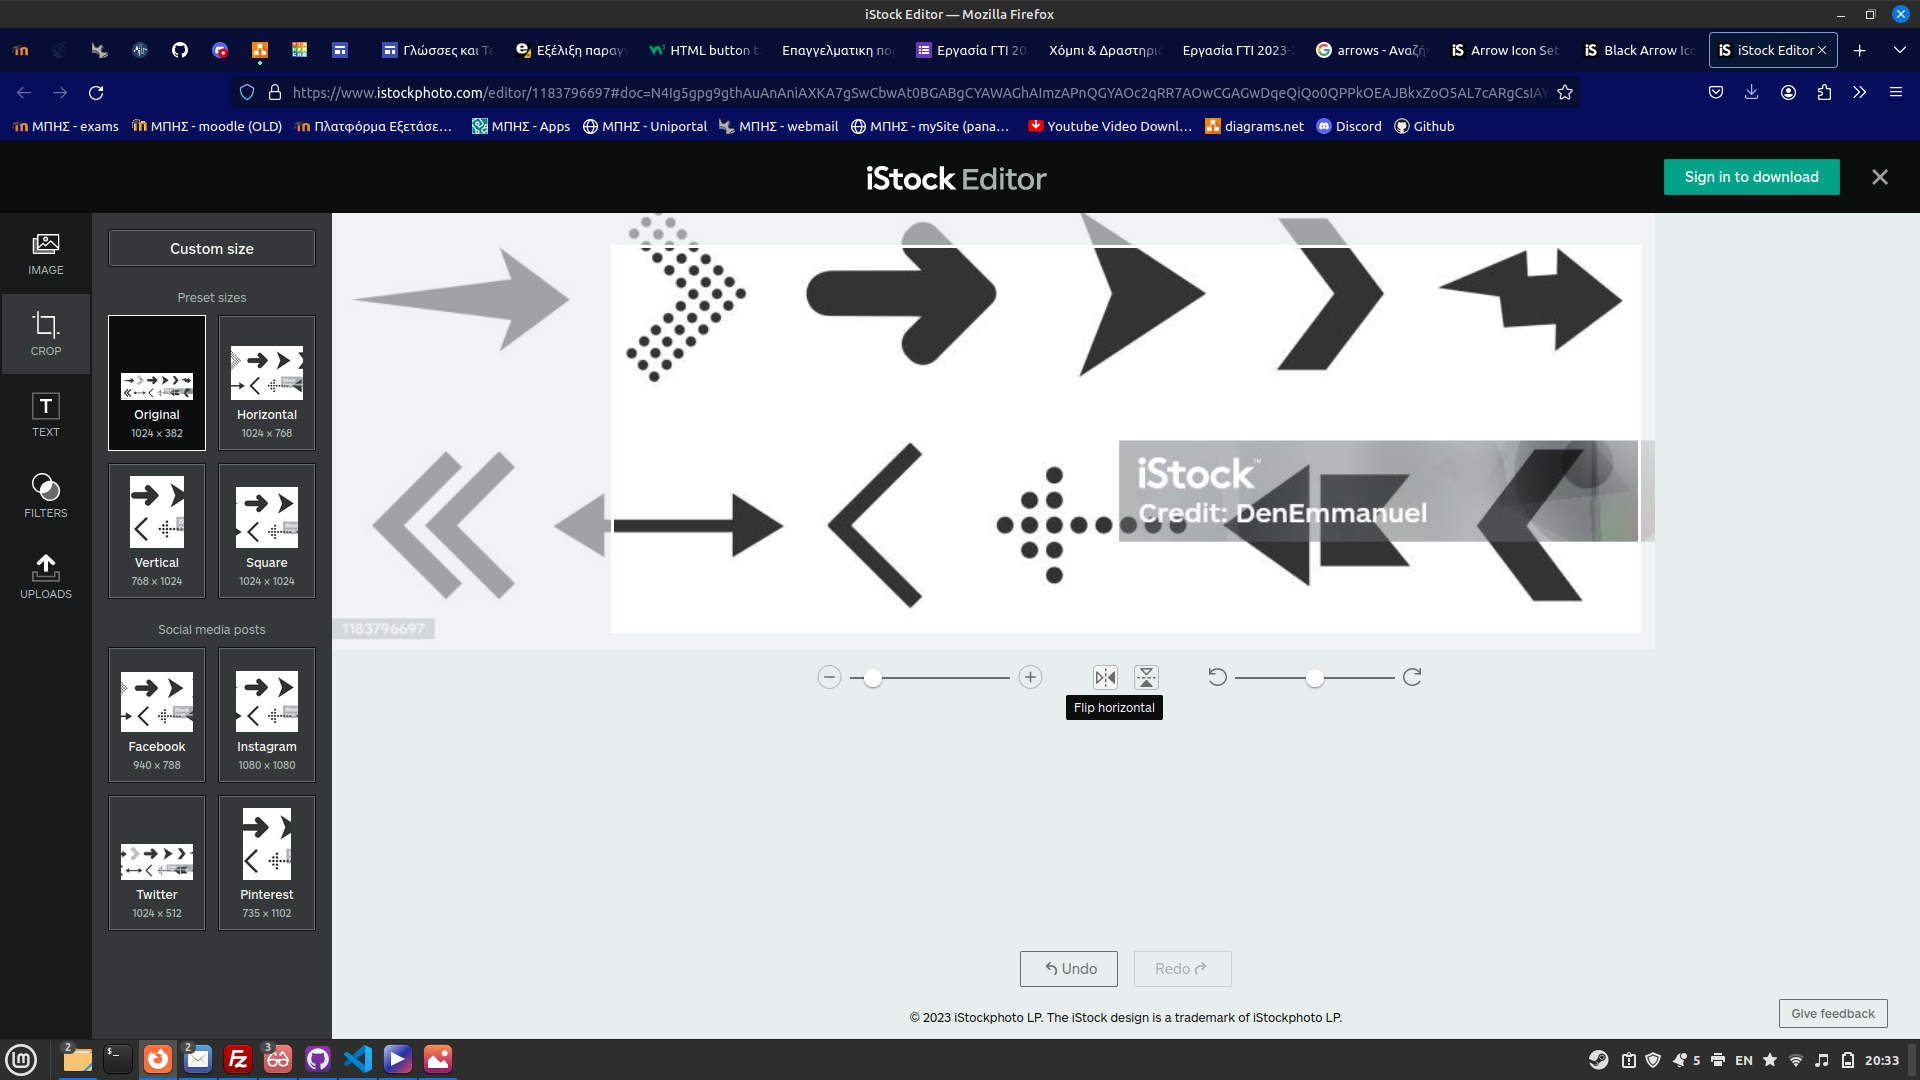 iStock Editor — Mozilla Firefox
Γλώσσες και Τε
Εξέλιξη παραγ
HTML button t
Επαγγελματικη πο
Εργασία ΓΤΙ 20
Χόμπι & Δραστηρι
Εργασία ΓΤΙ 2023-2
arrows - Αναζή
Arrow Icon Set
Black Arrow Ico
iStock Editor
https://www.istockphoto.com/editor/1183796697#doc=N4Ig5gpg9gthAuAnAniAXKA7gSwCbwAt0BGABgCYAWAGhAImzAPnQGYAOc2qRR7AOwCGAGwDqeQiQo0QPPkOEAJBkxZoO5AL7cARgCsIAY
ΜΠΗΣ - exams
ΜΠΗΣ - moodle (OLD)
Πλατφόρμα Εξετάσε...
ΜΠΗΣ - Apps
ΜΠΗΣ - Uniportal
ΜΠΗΣ - webmail
ΜΠΗΣ - mySite (pana...
Youtube Video Downl...
diagrams.net
Discord
Github
iStock Editor
Sign in to download
IMAGE
CROP
TEXT
FILTERS
UPLOADS
Custom size
Preset sizes
Original
1024 x 382
Horizontal
1024 x 768
Vertical
768 x 1024
Square
1024 x 1024
Social media posts
Facebook
940 x 788
Instagram
1080 x 1080
Twitter
1024 x 512
Pinterest
735 x 1102
iStock™
Credit: DenEmmanuel
1183796697
Flip horizontal
Undo
Redo
© 2023 iStockphoto LP. The iStock design is a trademark of iStockphoto LP.
Give feedback
2
2
3
5
EN
20:33